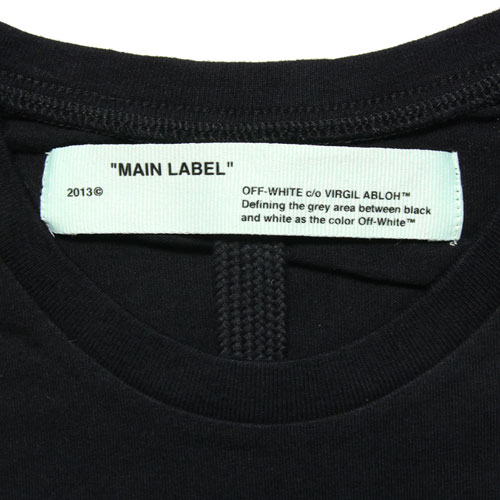 "MAIN LABEL"
2013©
OFF-WHITE c/o VIRGIL ABLOH™
Defining the grey area between black
and white as the color Off-White™